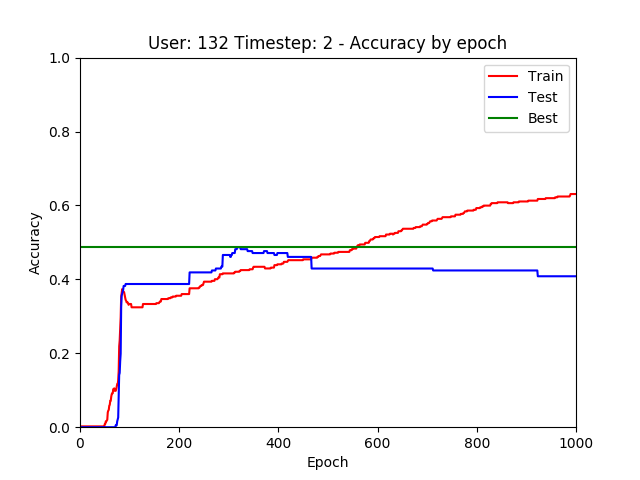 User: 132 Timestep: 2 - Accuracy by epoch
1.0
0.8
0.6
0.4
0.2
0.0
Accuracy
Train
Test
Best
0 200 400 600 800 1000
Epoch